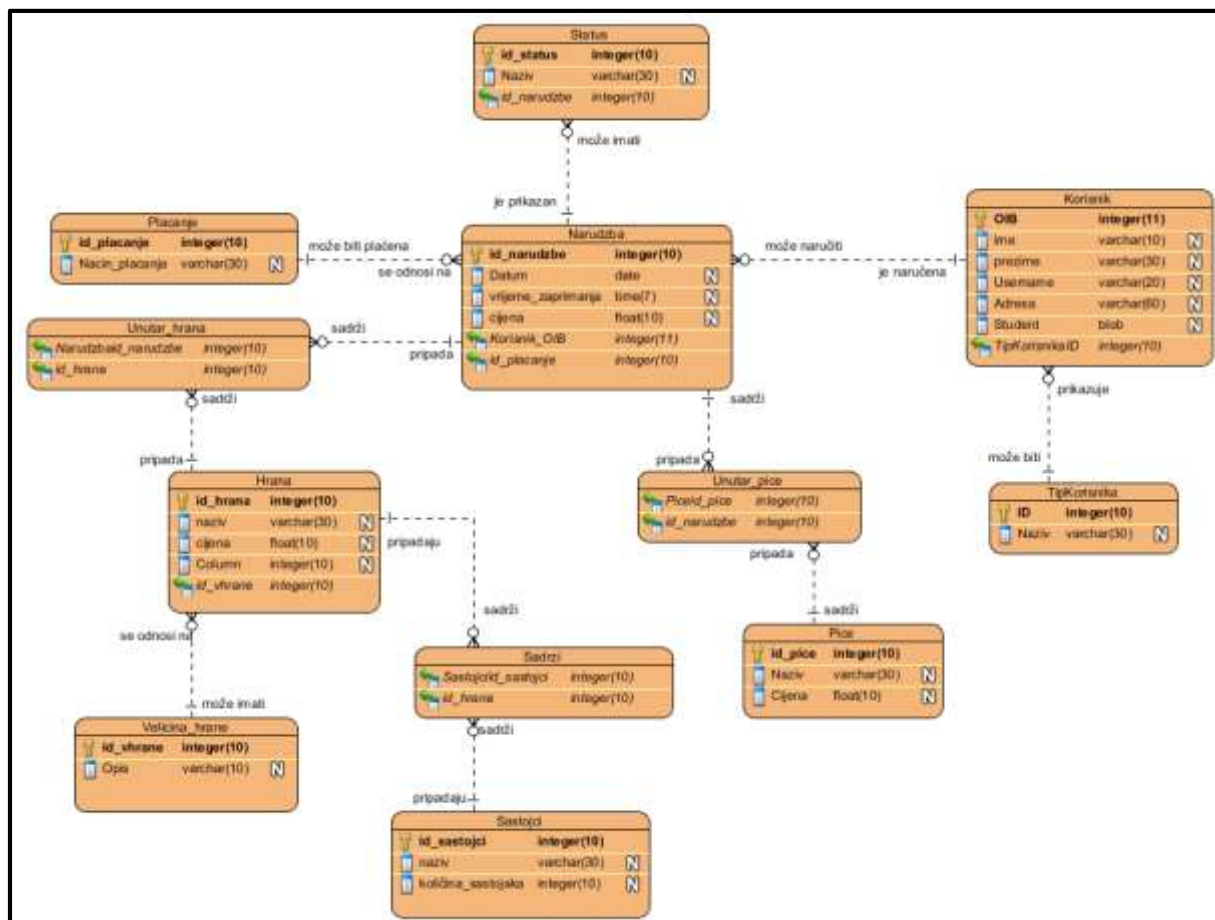 Status
id_status integer(10)
Naziv varchar(30) N
id_narudzbe integer(10)
može imati
je prikazan
Placanje
id_placanje integer(10)
Nacin_placanja varchar(30) N
može biti plaćena
se odnosi na
Narudzba
id_narudzbe integer(10)
Datum date N
vrijeme_zaprimanja time(7) N
cijena float(10) N
Korisnik_OIB integer(11)
id_placanje integer(10)
može naručiti
je naručena
Korisnik
OIB integer(11)
Ime varchar(10) N
prezime varchar(30) N
Username varchar(20) N
Adresa varchar(60) N
Student blob N
TipKorisnikaID integer(10)
Unutar_hrana
Narudzbaid_narudzbe integer(10)
id_hrana integer(10)
sadrži
pripada
sadrži
pripada
sadrži
pripada
prikazuje
može biti
Hrana
id_hrana integer(10)
naziv varchar(30) N
cijena float(10) N
Column integer(10) N
id_vhrane integer(10)
pripadaju
Unutar_pice
Piceid_pice integer(10)
id_narudzbe integer(10)
TipKorisnika
ID integer(10)
Naziv varchar(30) N
pripada
sadrži
se odnosi na
može imati
sadrži
Pice
id_pice integer(10)
Naziv varchar(30) N
Cijena float(10) N
Sadrzi
Sastojciid_sastojci integer(10)
id_hrana integer(10)
sadrži
pripadaju
Velicina_hrane
id_vhrane integer(10)
Opis varchar(10) N
Sastojci
id_sastojci integer(10)
naziv varchar(30) N
količina_sastojaka integer(10) N